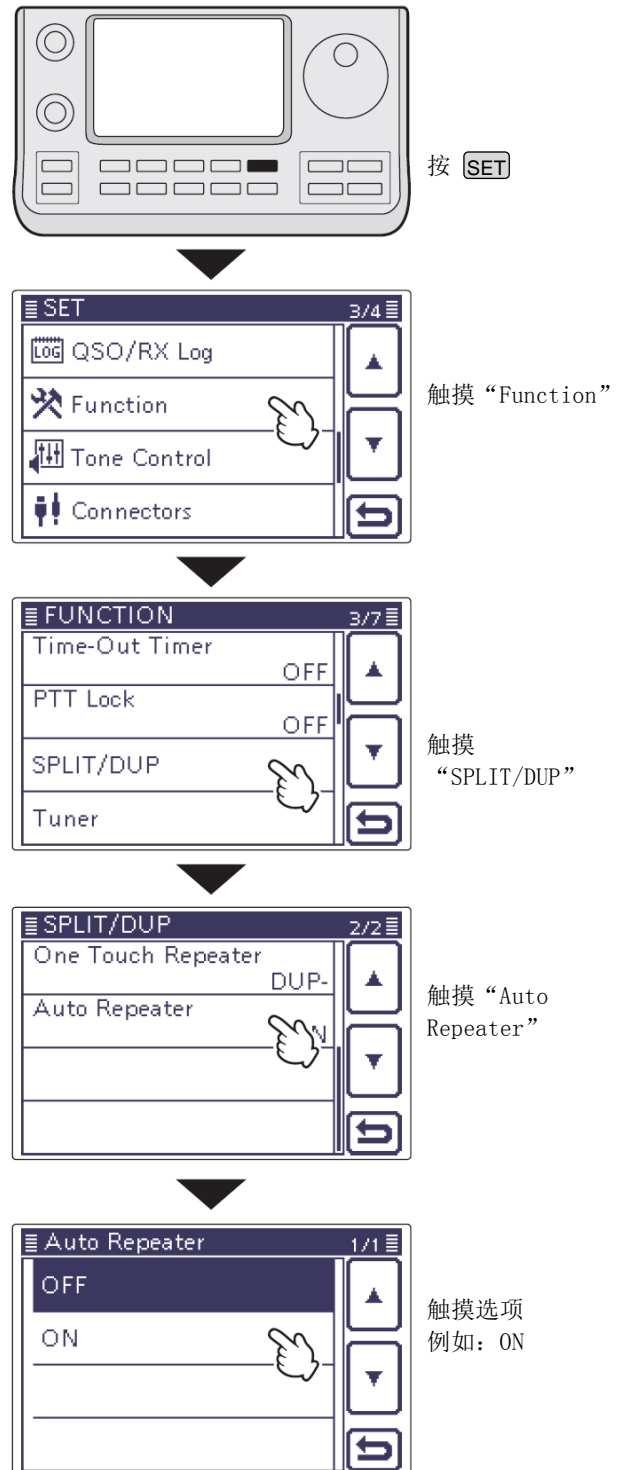 按 SET
SET 3/4
LOG QSO/RX Log
Function
Tone Control
Connectors
触摸“Function”
FUNCTION 3/7
Time-Out Timer
OFF
PTT Lock
OFF
SPLIT/DUP
Tuner
触摸
“SPLIT/DUP”
SPLIT/DUP 2/2
One Touch Repeater
DUP-
Auto Repeater
触摸“Auto
Repeater”
Auto Repeater 1/1
OFF
ON
触摸选项
例如: ON